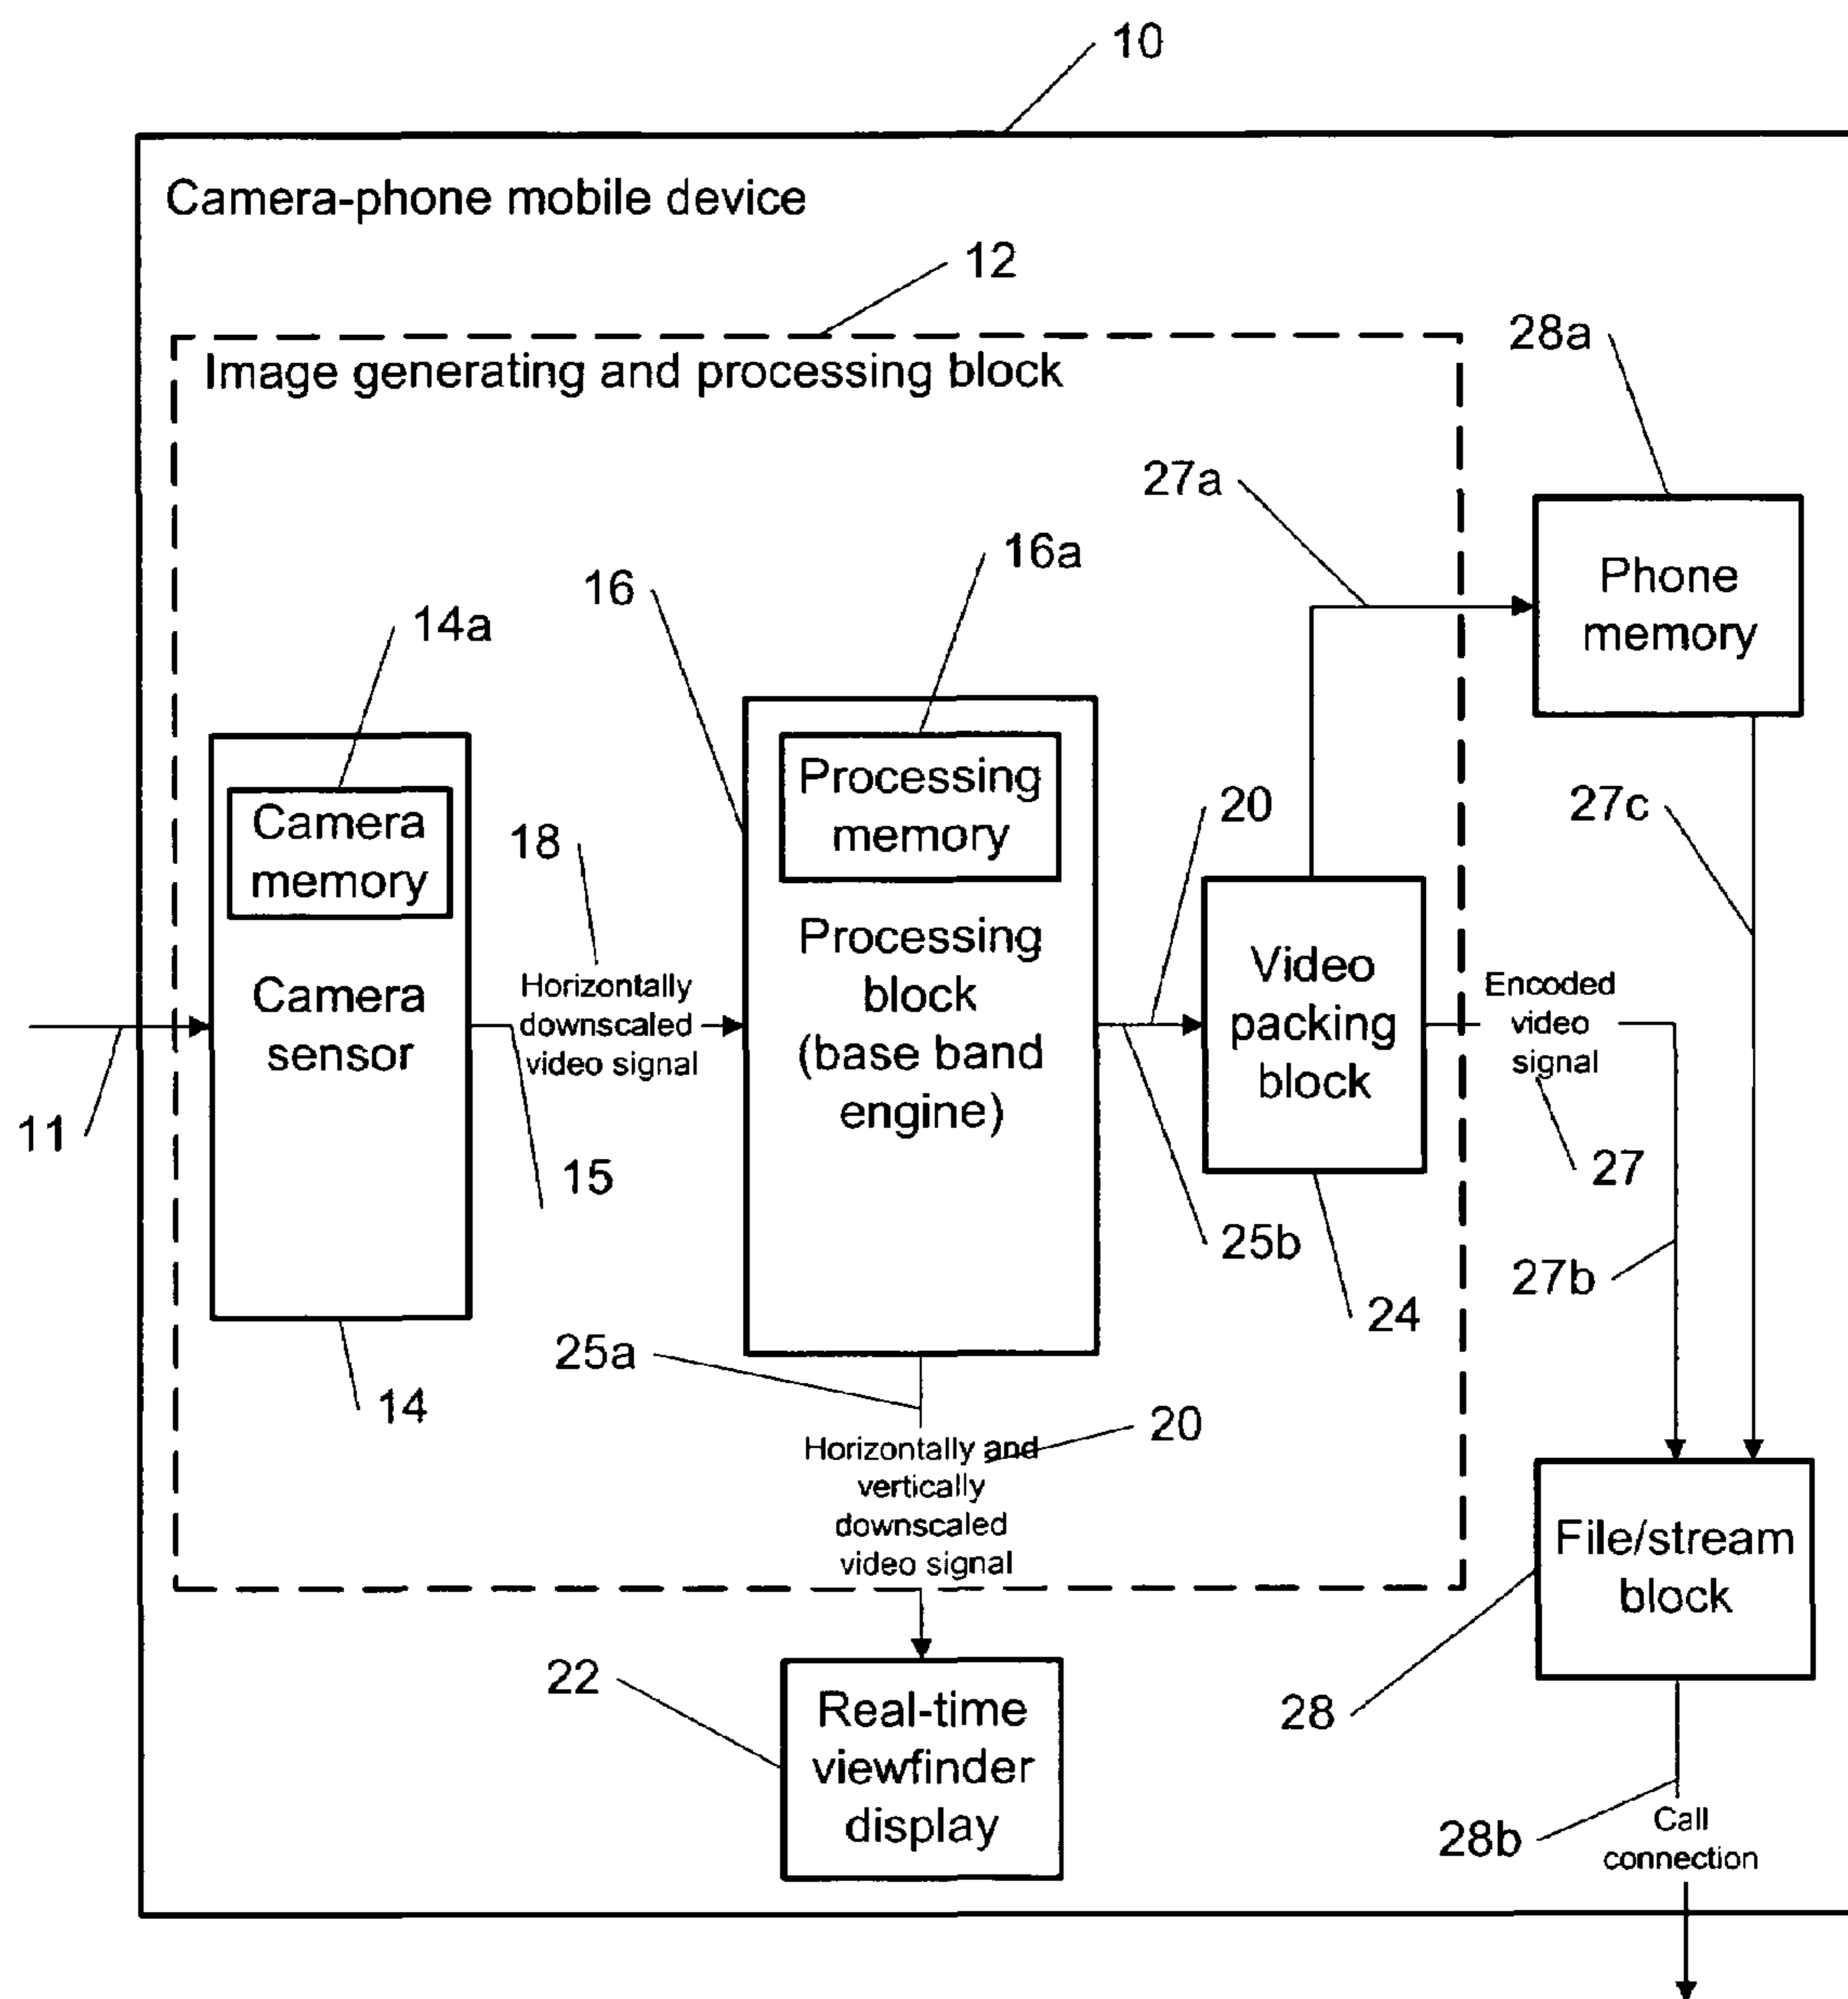 10
Camera-phone mobile device
12
Image generating and processing block
28a
27a
Phone
memory
16a
16
14a
Processing
memory
Camera
memory
18
20
27c
Processing
block
(base band
engine)
Camera
sensor
Horizontally
downscaled
video signal
Video
packing
block
Encoded
video
signal
11
15
27
25b
27b
24
25a
14
20
Horizontally and
vertically
downscaled
video signal
File/stream
block
22
28
Real-time
viewfinder
display
28b
Call
connection